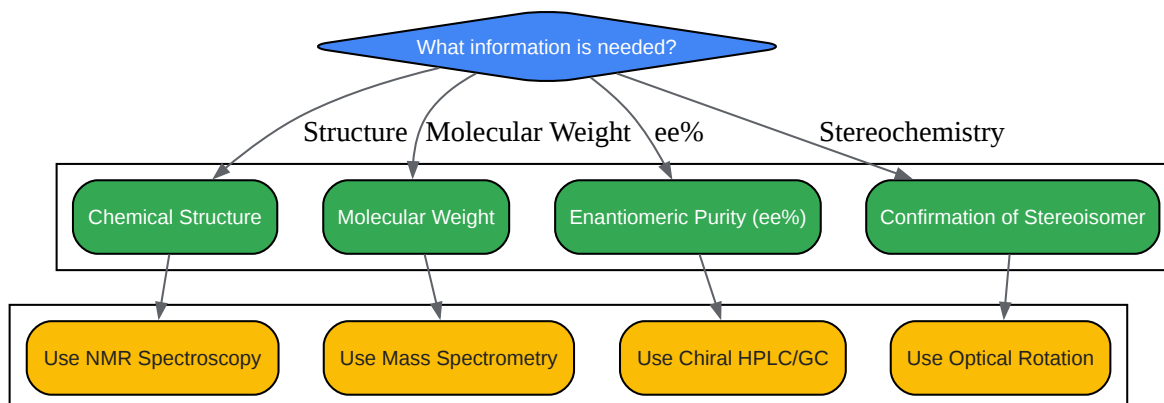 What information is needed?
Structure
Molecular Weight
ee%
Stereochemistry
Chemical Structure
Molecular Weight
Enantiomeric Purity (ee%)
Confirmation of Stereoisomer
Use NMR Spectroscopy
Use Mass Spectrometry
Use Chiral HPLC/GC
Use Optical Rotation